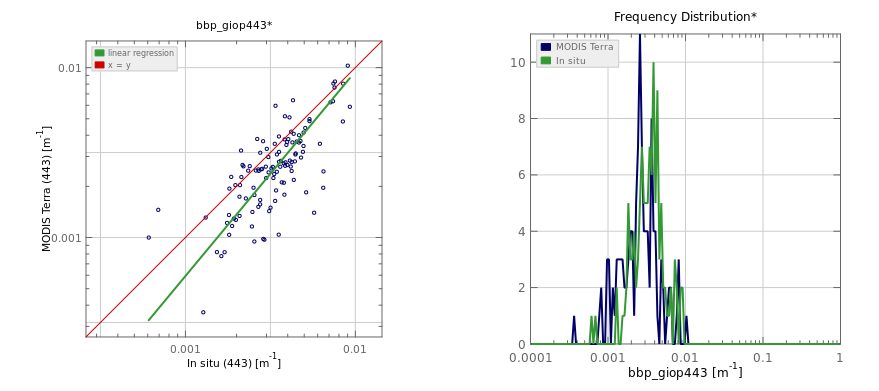 bbp_giop443*
linear regression
x = y
0.01
0.001
MODIS Terra (443) [m-1]
0.001
0.01
In situ (443) [m-1]
Frequency Distribution*
MODIS Terra
In situ
10
8
6
4
2
0
0.0001
0.001
0.01
0.1
1
bbp_giop443 [m-1]